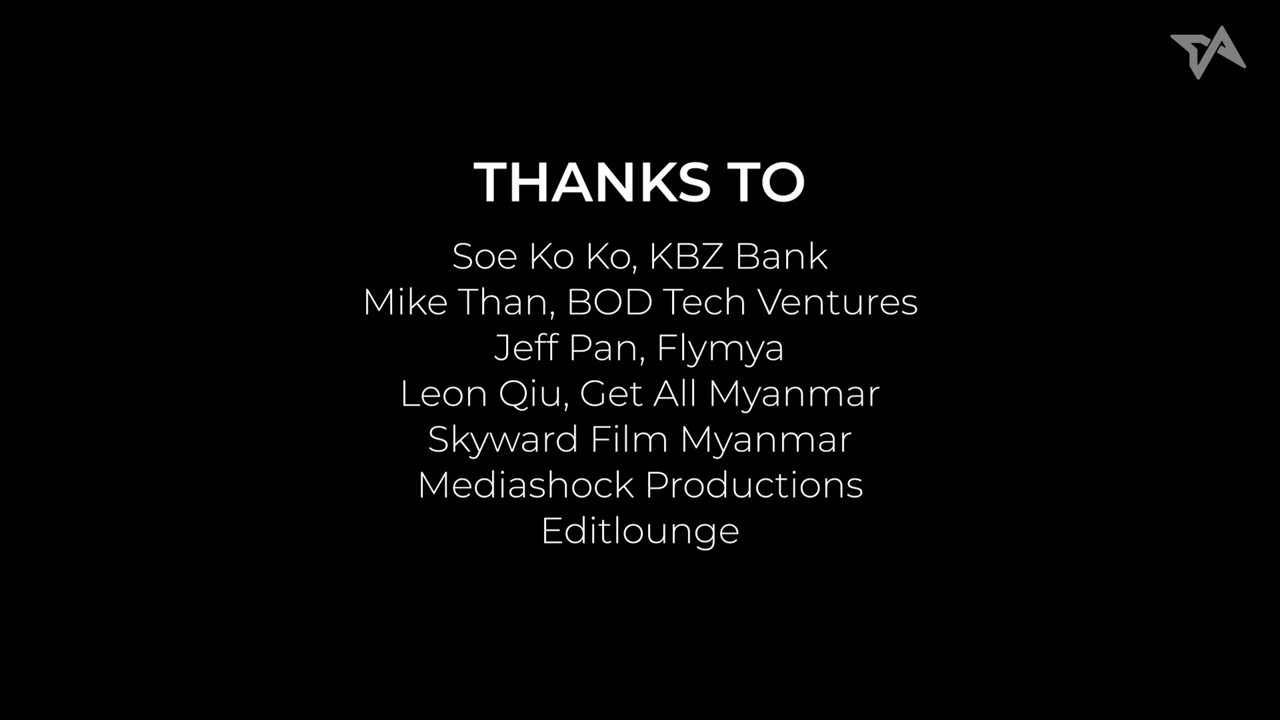 THANKS TO
Soe Ko Ko, KBZ Bank
Mike Than, BOD Tech Ventures
Jeff Pan, Flymya
Leon Qiu, Get All Myanmar
Skyward Film Myanmar
Mediashock Productions
Editlounge